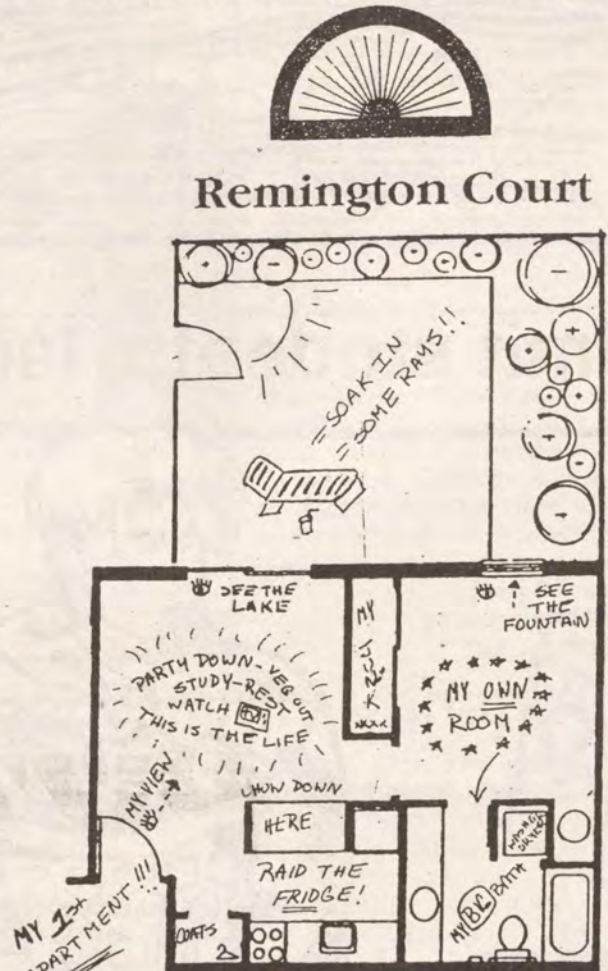 Remington Court
= SOAK IN
= SOME RAYS!!
SEE THE
LAKE
SEE
THE
FOUNTAIN
MY
PARTY DOWN - VEG OUT
STUDY - REST
WATCH
THIS IS THE LIFE
MY OWN
ROOM
MY VIEW
CHOW DOWN
HERE
RAID THE
FRIDGE!
MY BIG BATH
COATS
MY 1st
APARTMENT!!!